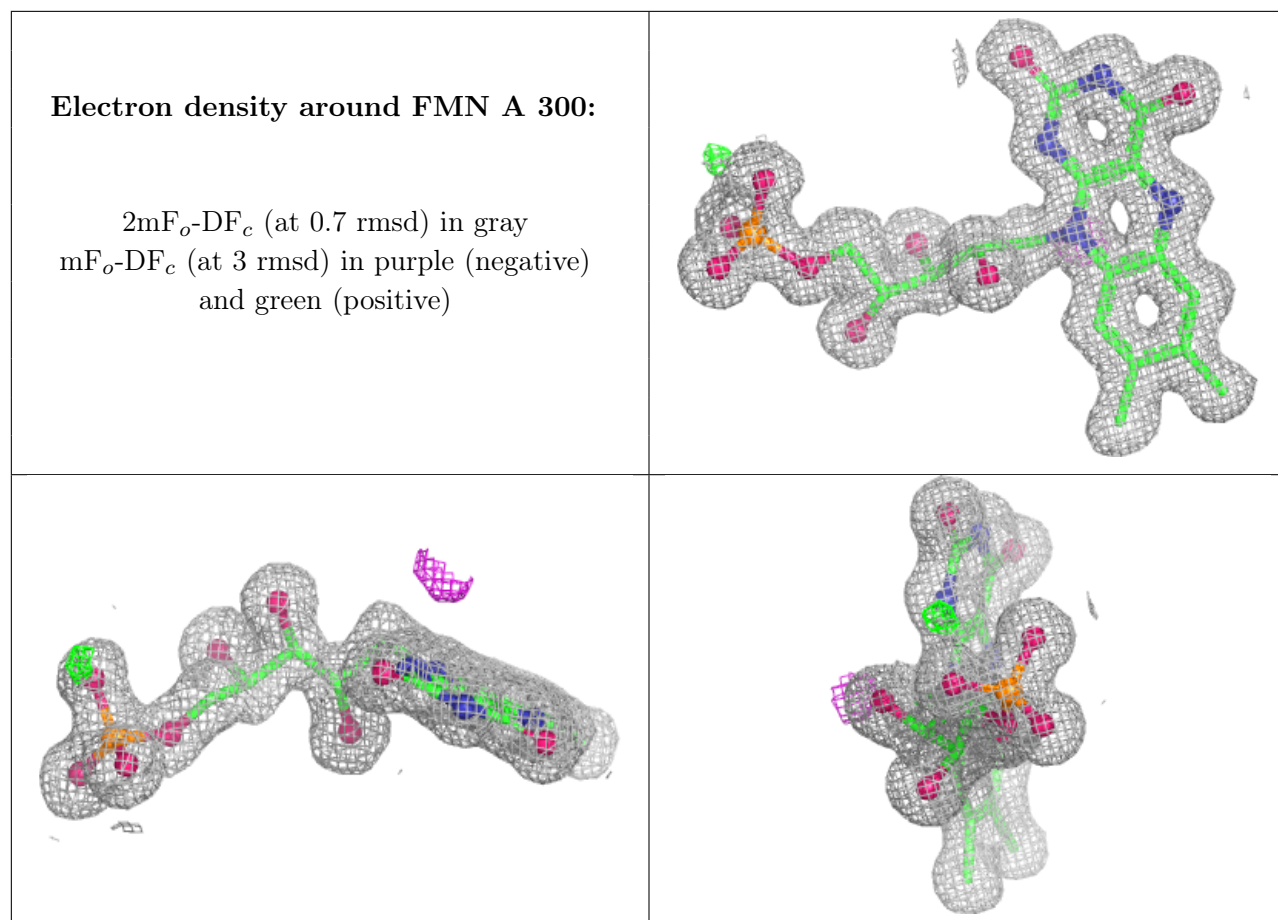 Electron density around FMN A 300:
2mFₒ-DF𝒸 (at 0.7 rmsd) in gray
mFₒ-DF𝒸 (at 3 rmsd) in purple (negative)
and green (positive)